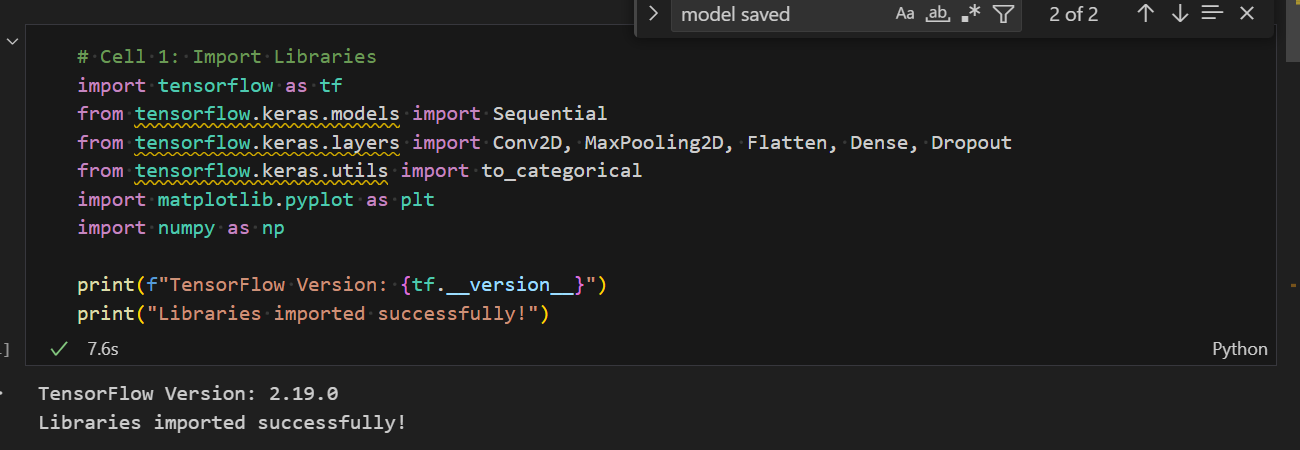 model saved Aa ab .* 2 of 2
# Cell 1: Import Libraries
import tensorflow as tf
from tensorflow.keras.models import Sequential
from tensorflow.keras.layers import Conv2D, MaxPooling2D, Flatten, Dense, Dropout
from tensorflow.keras.utils import to_categorical
import matplotlib.pyplot as plt
import numpy as np
print(f"TensorFlow Version: {tf.__version__}")
print("Libraries imported successfully!")
] 7.6s Python
TensorFlow Version: 2.19.0
Libraries imported successfully!